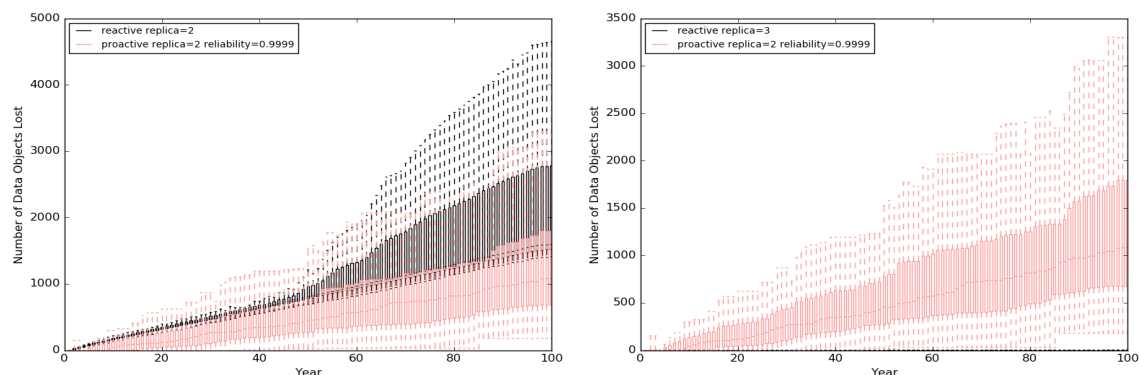 reactive replica=2
proactive replica=2 reliability=0.9999
Number of Data Objects Lost
5000
4000
3000
2000
1000
0
0 20 40 60 80 100
Year
reactive replica=3
proactive replica=2 reliability=0.9999
Number of Data Objects Lost
3500
3000
2500
2000
1500
1000
500
0
0 20 40 60 80 100
Year